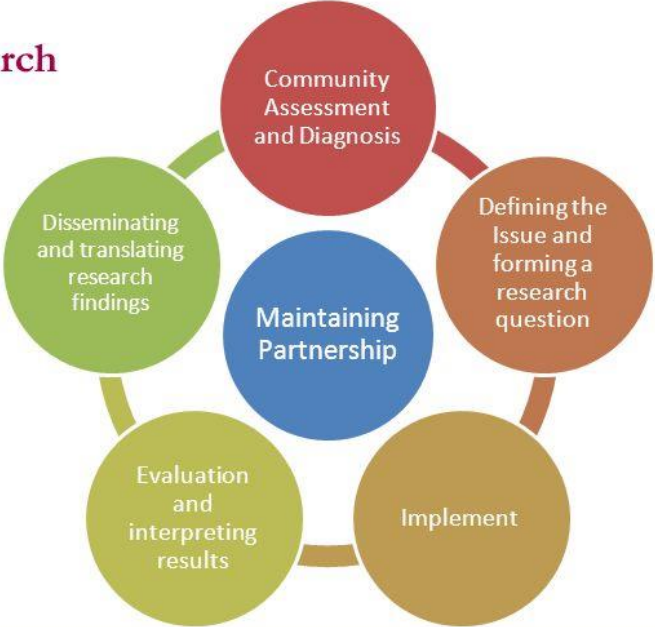 rch
Community
Assessment
and Diagnosis
Defining the
Issue and
forming a
research
question
Implement
Evaluation
and
interpreting
results
Disseminating
and translating
research
findings
Maintaining
Partnership